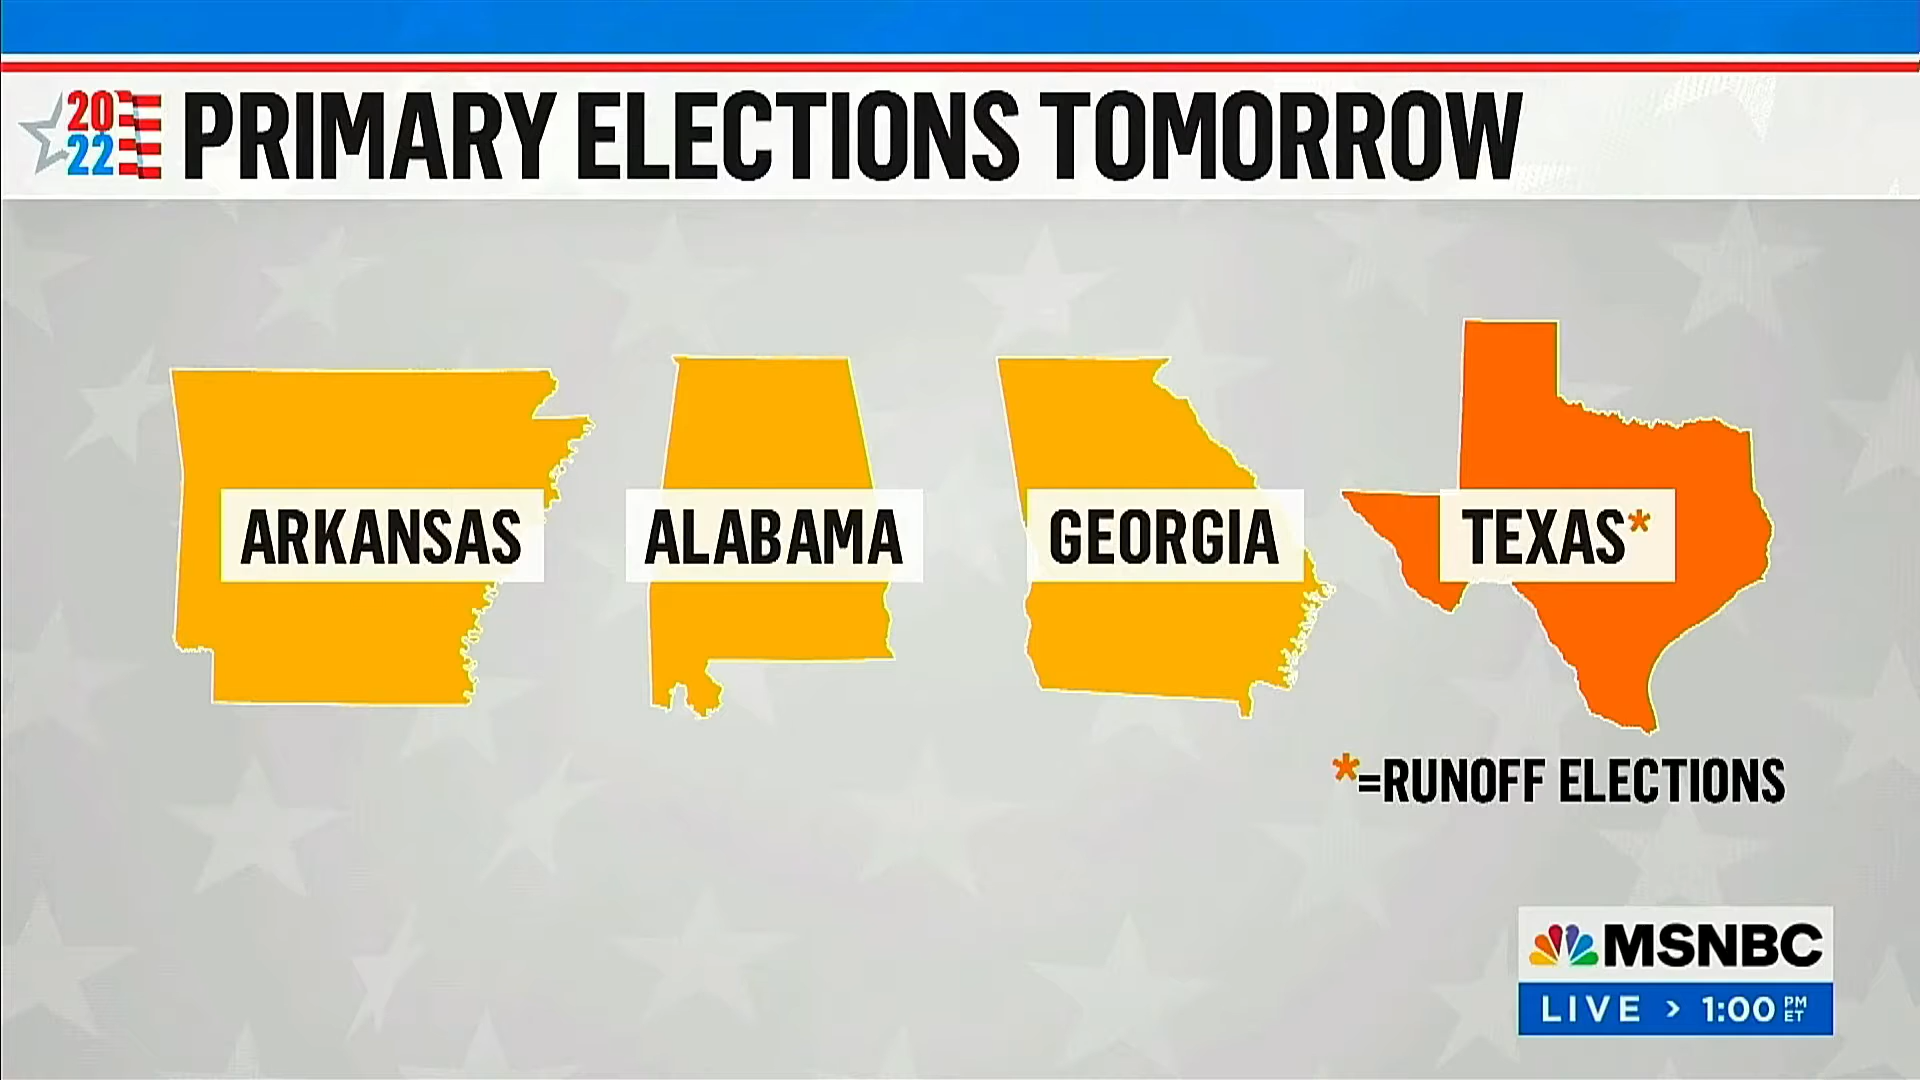 2022
PRIMARY ELECTIONS TOMORROW
ARKANSAS
ALABAMA
GEORGIA
TEXAS*
*=RUNOFF ELECTIONS
MSNBC
LIVE > 1:00 PM ET